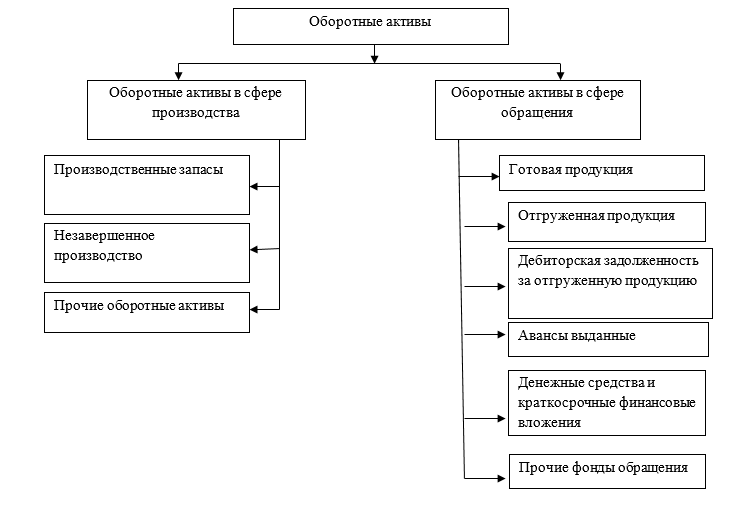 Оборотные активы
Оборотные активы в сфере
производства
Производственные запасы
Незавершенное
производство
Прочие оборотные активы
Оборотные активы в сфере
обращения
Готовая продукция
Отгруженная продукция
Дебиторская задолженность
за отгруженную продукцию
Авансы выданные
Денежные средства и
краткосрочные финансовые
вложения
Прочие фонды обращения